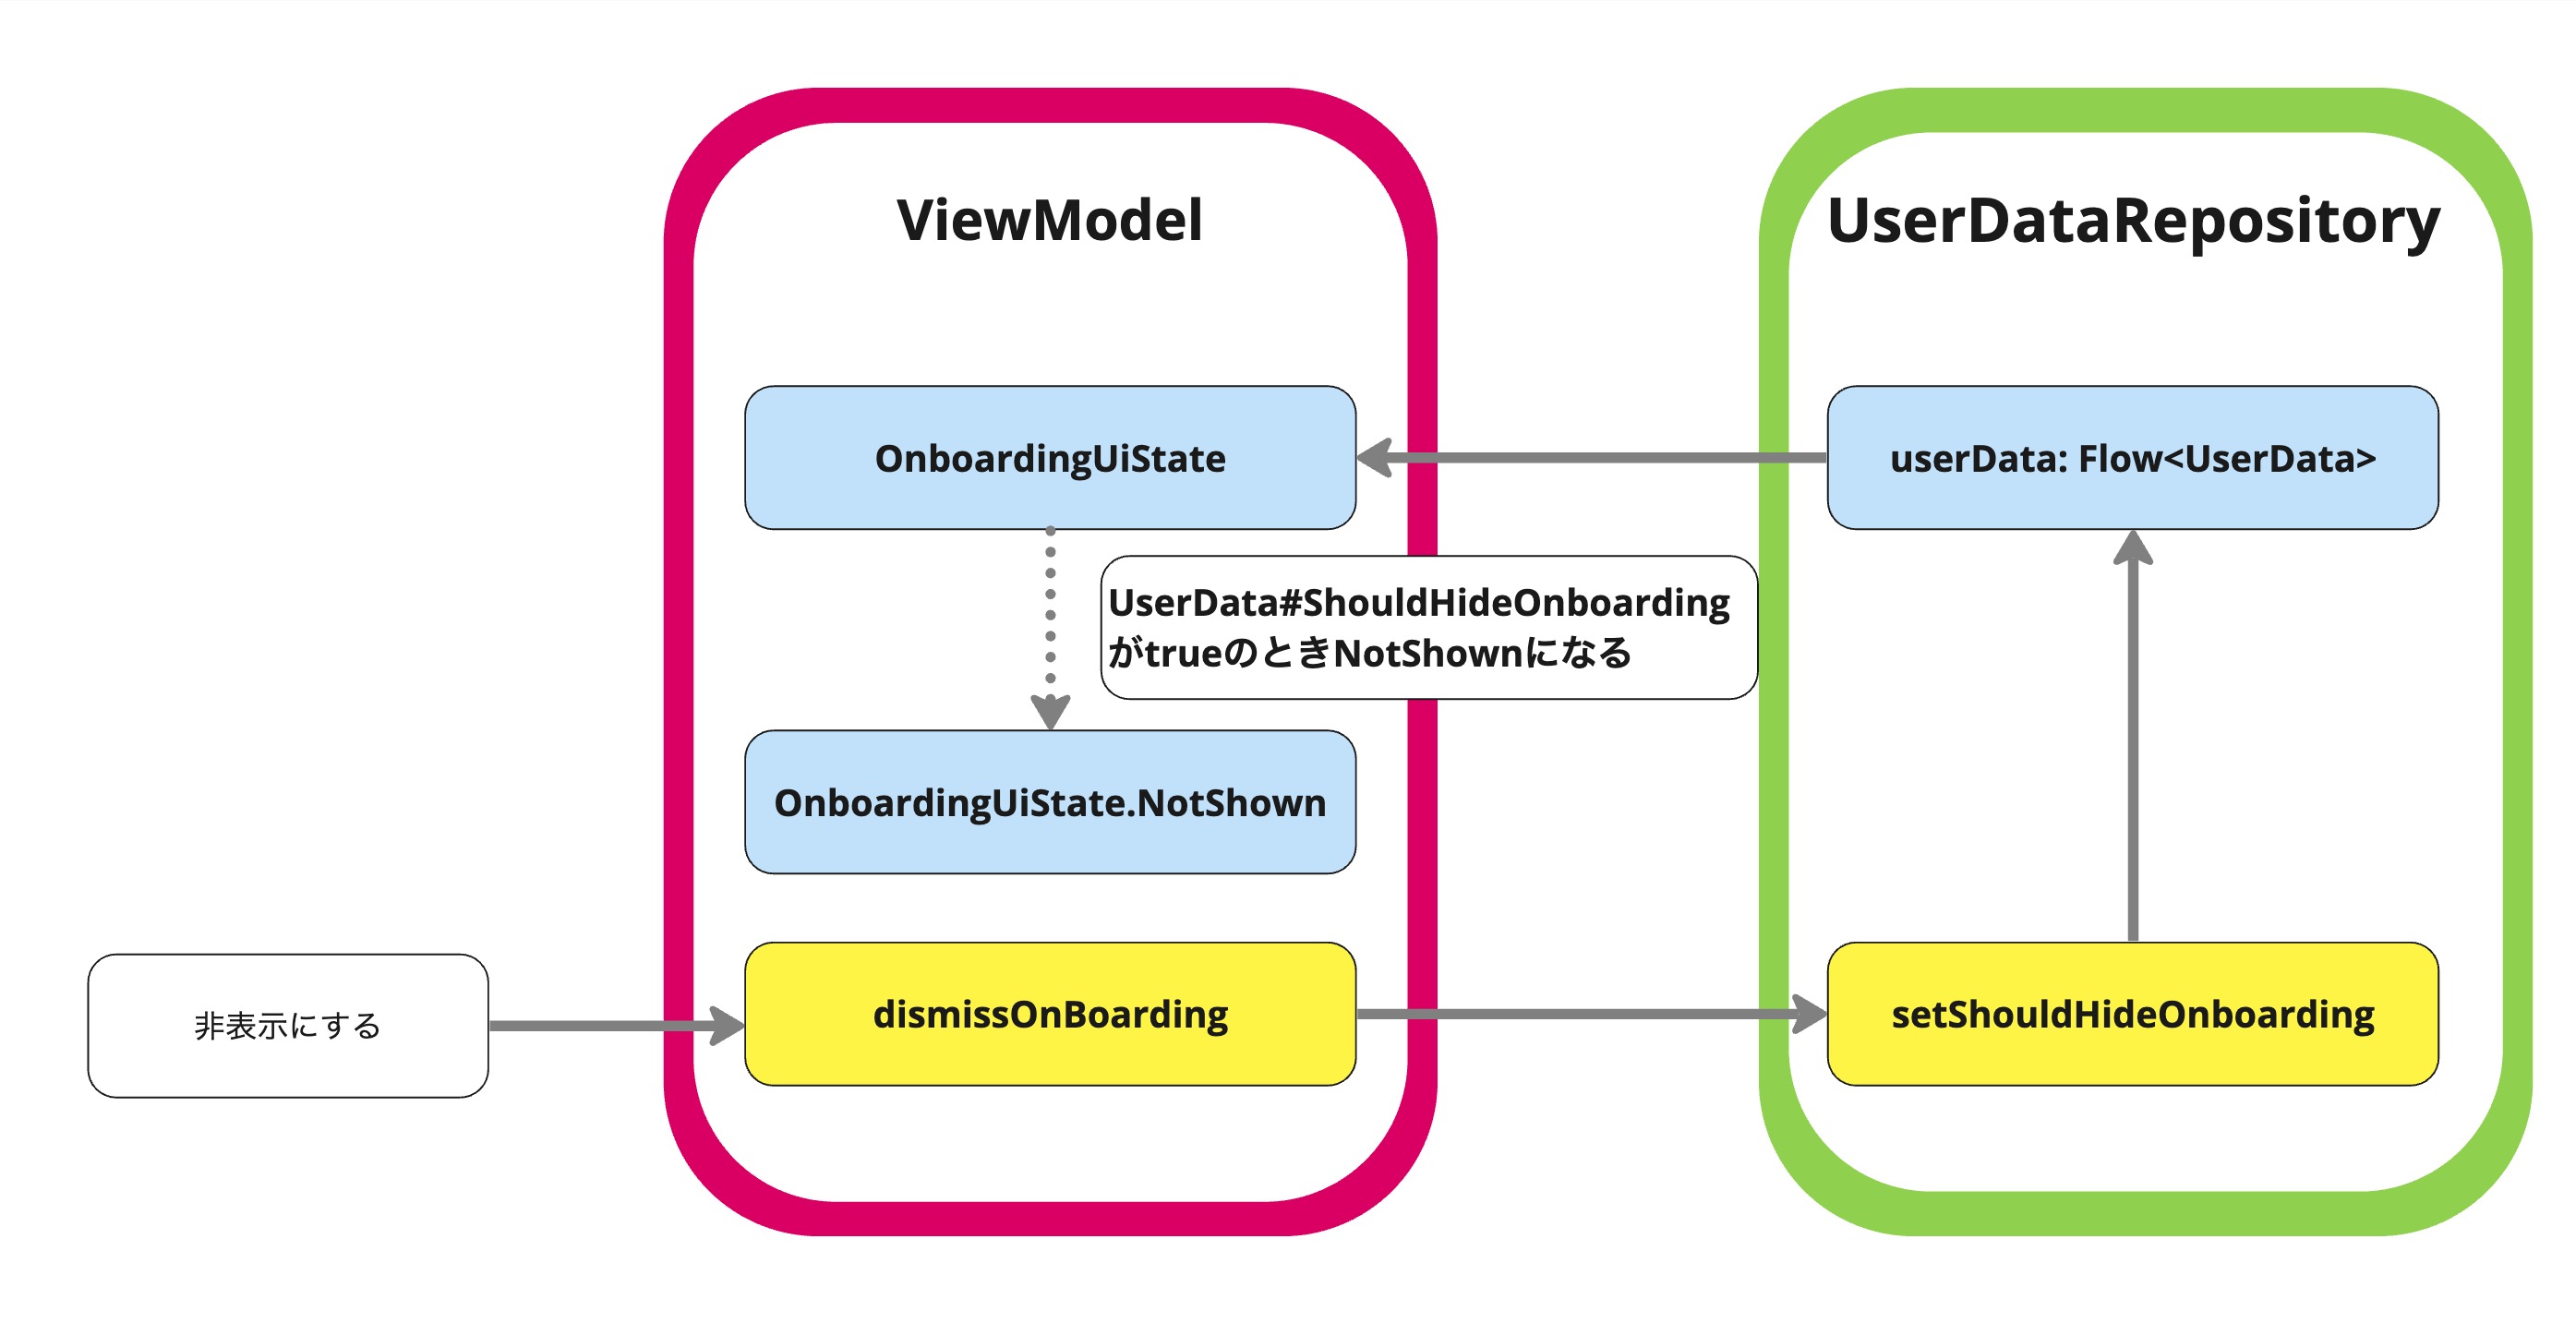 ViewModel
UserDataRepository
OnboardingUiState
userData: Flow<UserData>
UserData#ShouldHideOnboarding
がtrueのときNotShownになる
OnboardingUiState.NotShown
非表示にする
dismissOnBoarding
setShouldHideOnboarding